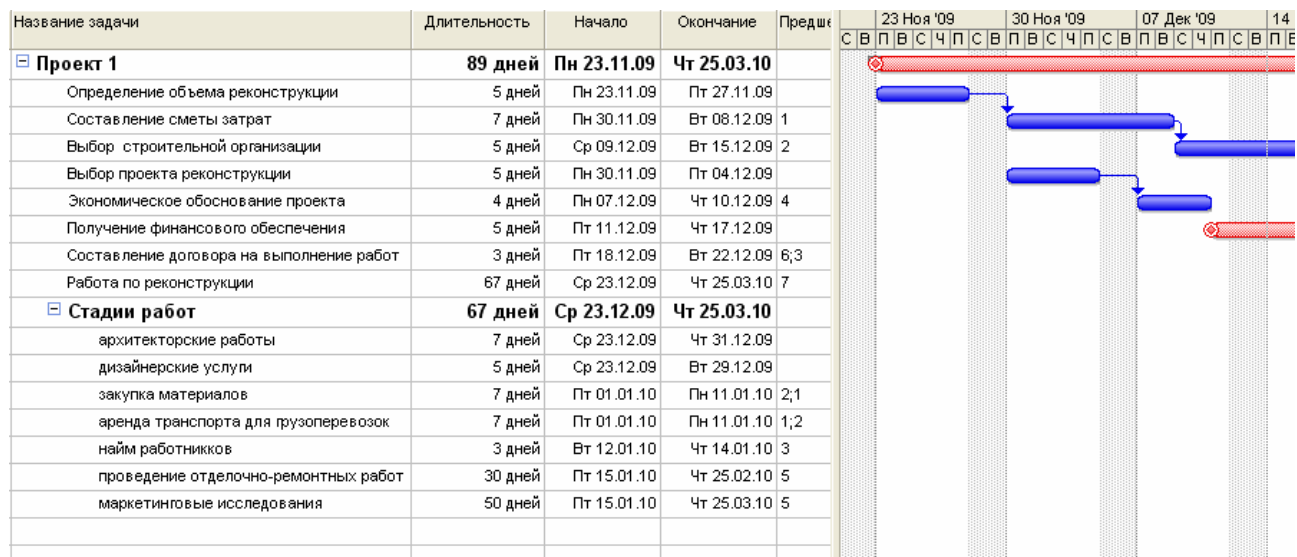 Название задачи Длительность Начало Окончание Предше 23 Ноя '09 30 Ноя '09 07 Дек '09 14
С В П В С Ч П С В П В С Ч П С В П В С Ч П С В П В
Проект 1 89 дней Пн 23.11.09 Чт 25.03.10
Определение объема реконструкции 5 дней Пн 23.11.09 Пт 27.11.09
Составление сметы затрат 7 дней Пн 30.11.09 Вт 08.12.09 1
Выбор строительной организации 5 дней Ср 09.12.09 Вт 15.12.09 2
Выбор проекта реконструкции 5 дней Пн 30.11.09 Пт 04.12.09
Экономическое обоснование проекта 4 дней Пн 07.12.09 Чт 10.12.09 4
Получение финансового обеспечения 5 дней Пт 11.12.09 Чт 17.12.09
Составление договора на выполнение работ 3 дней Пт 18.12.09 Вт 22.12.09 6;3
Работа по реконструкции 67 дней Ср 23.12.09 Чт 25.03.10 7
Стадии работ 67 дней Ср 23.12.09 Чт 25.03.10
архитекторские работы 7 дней Ср 23.12.09 Чт 31.12.09
дизайнерские услуги 5 дней Ср 23.12.09 Вт 29.12.09
закупка материалов 7 дней Пт 01.01.10 Пн 11.01.10 2;1
аренда транспорта для грузоперевозок 7 дней Пт 01.01.10 Пн 11.01.10 1;2
найм работникков 3 дней Вт 12.01.10 Чт 14.01.10 3
проведение отделочно-ремонтных работ 30 дней Пт 15.01.10 Чт 25.02.10 5
маркетинговые исследования 50 дней Пт 15.01.10 Чт 25.03.10 5